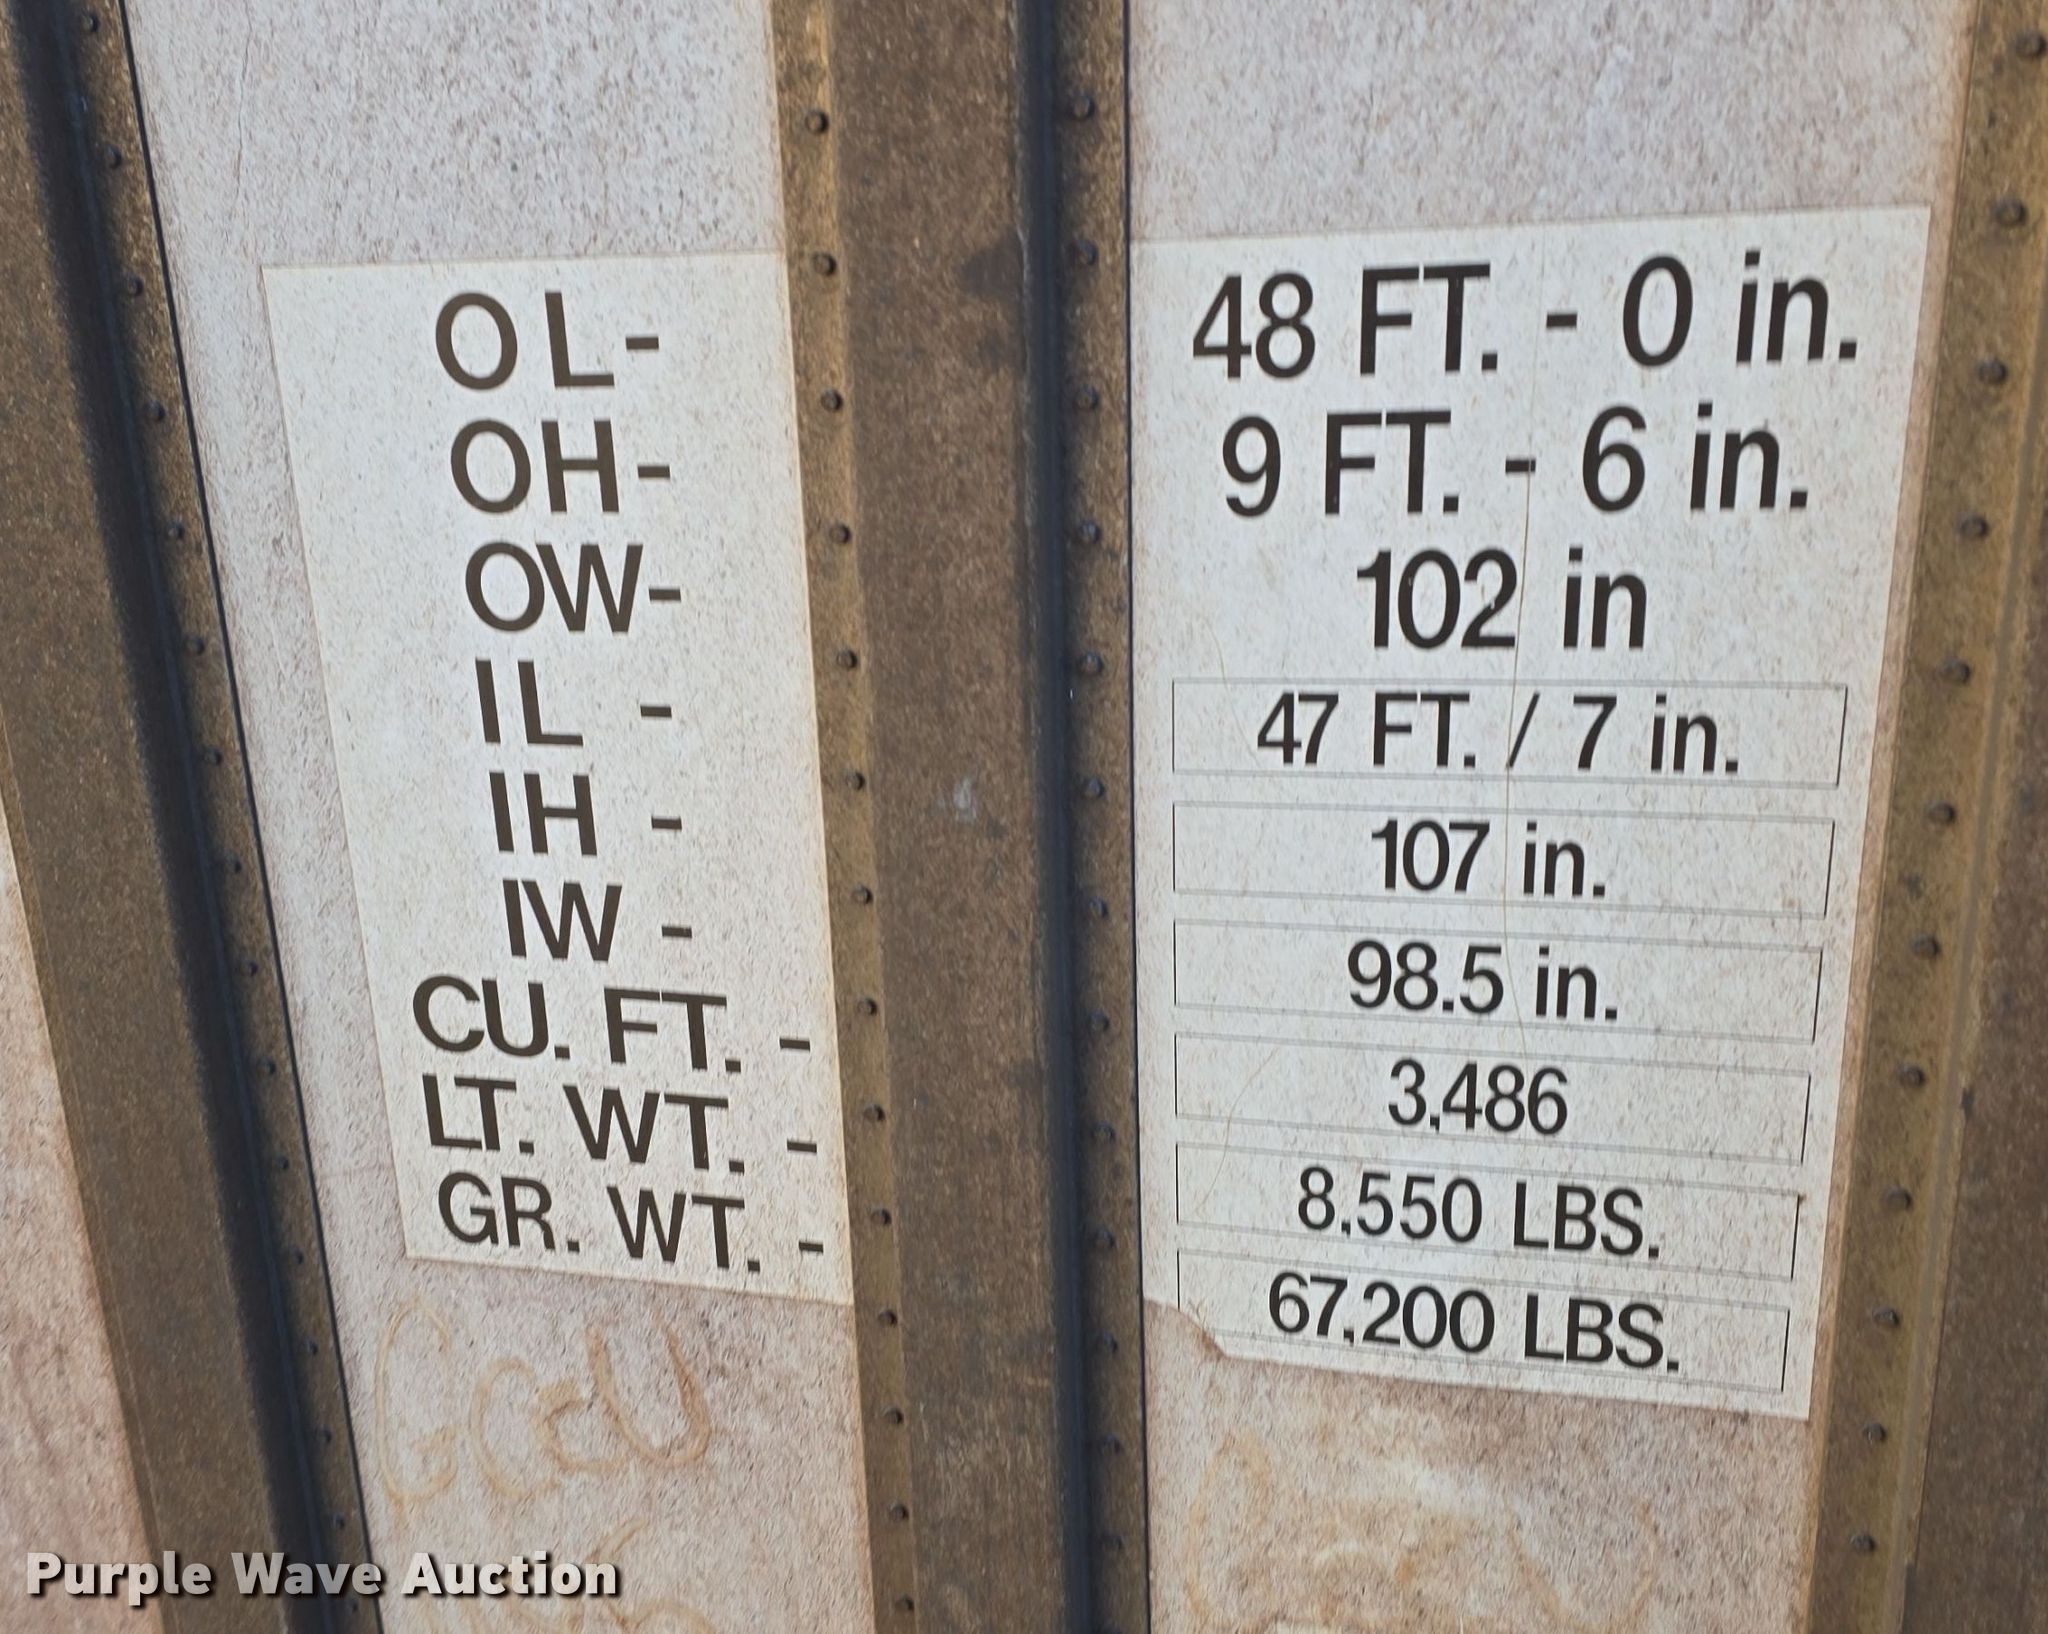 OL- 48 FT. - 0 in.
OH- 9 FT. - 6 in.
OW- 102 in
IL - 47 FT. / 7 in.
IH - 107 in.
IW - 98.5 in.
CU. FT. - 3,486
LT. WT. - 8,550 LBS.
GR. WT. - 67,200 LBS.
Purple Wave Auction